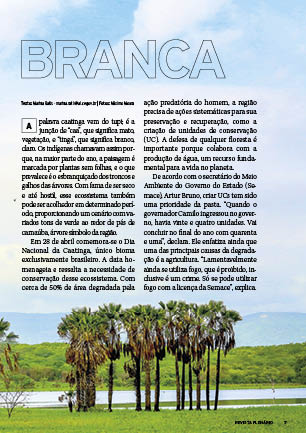 BRANCA
A
palavra caatinga vem do tupi; é a
junção de "caa", que significa mato,
vegetação, e "tinga", que significa branco,
claro. Os indígenas chamavam assim por-
que, na maior parte do ano, a paisagem é
marcada por plantas sem folhas, e o que
prevalece é o esbranquiçado dos troncos e
galhos das árvores. Com fama de ser seco
e até hostil, esse ecossistema também
pode ser acolhedor em determinado perí-
odo, proporcionando um cenário com va-
riados tons de verde ao redor de pés de
carnaúba, árvore símbolo da região.
Em 28 de abril comemora-se o Dia
Nacional da Caatinga, único bioma
exclusivamente brasileiro. A data ho-
menageia e ressalta a necessidade de
conservação desse ecossistema. Com
cerca de 50% de área degradada pela
ação predatória do homem, a região
precisa de ações sistemáticas para sua
preservação e recuperação, como a
criação de unidades de conservação
(UC). A defesa de qualquer floresta é
importante porque colabora com a
produção de água, um recurso funda-
mental para a vida no planeta.
De acordo com o secretário do Meio
Ambiente do Governo do Estado (Se-
mace), Artur Bruno, criar UCs tem sido
uma prioridade da pasta. "Quando o
governador Camilo ingressou no gover-
no, havia vinte e quatro unidades. Vai
concluir no final do ano com quarenta
e uma", declara. Ele enfatiza ainda que
uma das principais causas da degrada-
ção é a agricultura. "Lamentavelmente
ainda se utiliza fogo, que é proibido, in-
clusive é um crime. Só se pode utilizar
fogo com a licença da Semace", explica.
REVISTA PLENÁRIO 7